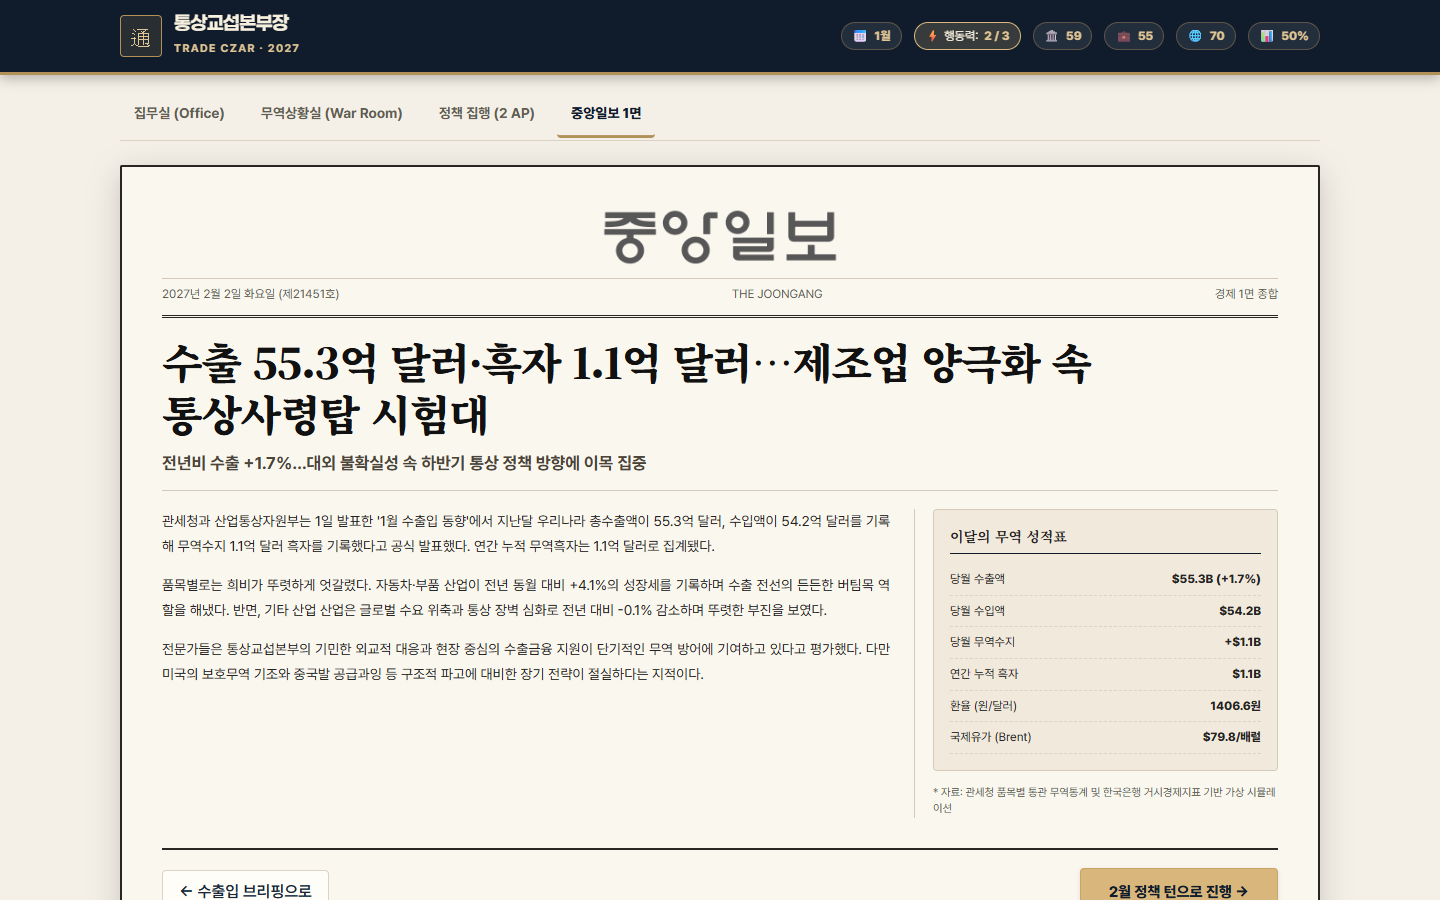 通
통상교섭본부장
TRADE CZAR · 2027
1월
행동력: 2 / 3
59
55
70
50%
집무실 (Office)
무역상황실 (War Room)
정책 집행 (2 AP)
중앙일보 1면
중앙일보
2027년 2월 2일 화요일 (제21451호)
THE JOONGANG
경제 1면 종합
수출 55.3억 달러·흑자 1.1억 달러…제조업 양극화 속
통상사령탑 시험대
전년비 수출 +1.7%...대외 불확실성 속 하반기 통상 정책 방향에 이목 집중
관세청과 산업통상자원부는 1일 발표한 '1월 수출입 동향'에서 지난달 우리나라 총수출액이 55.3억 달러, 수입액이 54.2억 달러를 기록
해 무역수지 1.1억 달러 흑자를 기록했다고 공식 발표했다. 연간 누적 무역흑자는 1.1억 달러로 집계됐다.
품목별로는 희비가 뚜렷하게 엇갈렸다. 자동차·부품 산업이 전년 동월 대비 +4.1%의 성장세를 기록하며 수출 전선의 든든한 버팀목 역
할을 해냈다. 반면, 기타 산업 산업은 글로벌 수요 위축과 통상 장벽 심화로 전년 대비 -0.1% 감소하며 뚜렷한 부진을 보였다.
전문가들은 통상교섭본부의 기민한 외교적 대응과 현장 중심의 수출금융 지원이 단기적인 무역 방어에 기여하고 있다고 평가했다. 다만
미국의 보호무역 기조와 중국발 공급과잉 등 구조적 파고에 대비한 장기 전략이 절실하다는 지적이다.
이달의 무역 성적표
당월 수출액 $55.3B (+1.7%)
당월 수입액 $54.2B
당월 무역수지 +$1.1B
연간 누적 흑자 $1.1B
환율 (원/달러) 1406.6원
국제유가 (Brent) $79.8/배럴
* 자료: 관세청 품목별 통관 무역통계 및 한국은행 거시경제지표 기반 가상 시뮬레
이션
← 수출입 브리핑으로
2월 정책 턴으로 진행 →